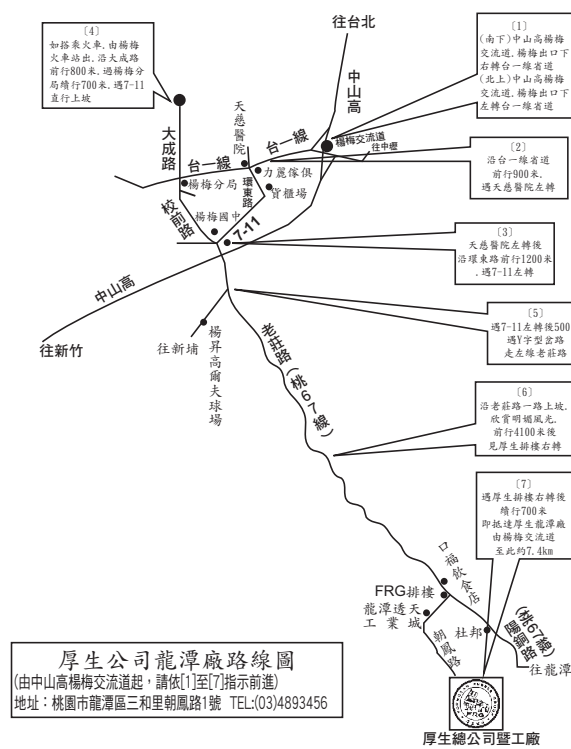 往台北
中山高
〔1〕
(南下)中山高楊梅
交流道, 楊梅出口下
右轉台一線省道
(北上)中山高楊梅
交流道, 楊梅出口下
左轉台一線省道
〔4〕
如搭乘火車, 由楊梅
火車站出, 沿大成路
前行800米, 過楊梅分
局續行700米, 遇7-11
直行上坡
大成路
天慈醫院
台一線
台一線
楊梅交流道
往中壢
〔2〕
沿台一線省道
前行900米,
遇天慈醫院左轉
力麗傢俱
楊梅分局
環東路
貨櫃場
校前路
楊梅國中
7-11
〔3〕
天慈醫院左轉後
沿環東路前行1200米
, 遇7-11左轉
中山高
往新竹
〔5〕
遇7-11左轉後500
遇Y字型岔路
走左線老莊路
往新埔
楊昇高爾夫球場
老莊路(桃67線)
〔6〕
沿老莊路一路上坡,
欣賞明媚風光,
前行4100米後
見厚生排樓右轉
〔7〕
遇厚生排樓右轉後
續行700米
即抵達厚生龍潭廠
由楊梅交流道
至此約7.4km
口福飲食店
FRG排樓
龍潭透天
工業城
社邦
朝鳳路
(桃67線)
陽銅路
往龍潭
厚生公司龍潭廠路線圖
(由中山高楊梅交流道起，請依[1]至[7]指示前進)
地址：桃園市龍潭區三和里朝鳳路1號 TEL:(03)4893456
厚生總公司暨工廠